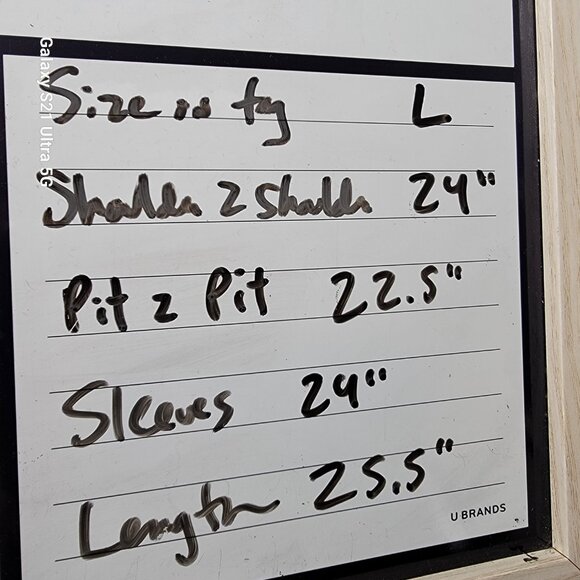 Size on tag L
Shoulder 2 Shoulder 24"
Pit 2 Pit 22.5"
Sleeves 24"
Length 25.5"
U BRANDS
Galaxy S21 Ultra 5G